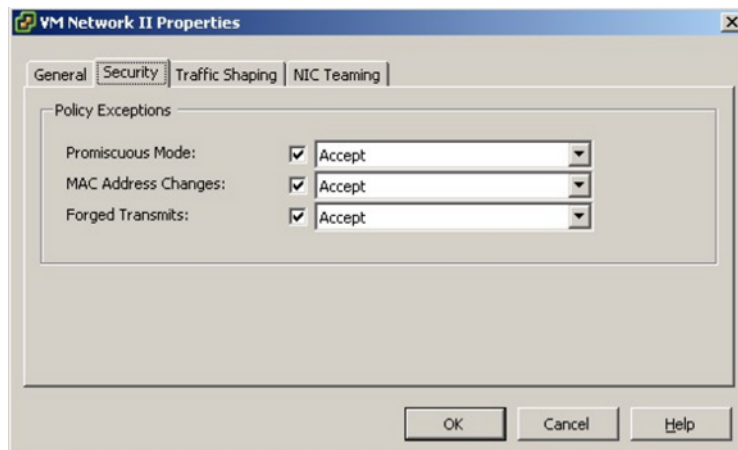 VM Network II Properties
General Security Traffic Shaping NIC Teaming
Policy Exceptions
Promiscuous Mode: Accept
MAC Address Changes: Accept
Forged Transmits: Accept
OK Cancel Help